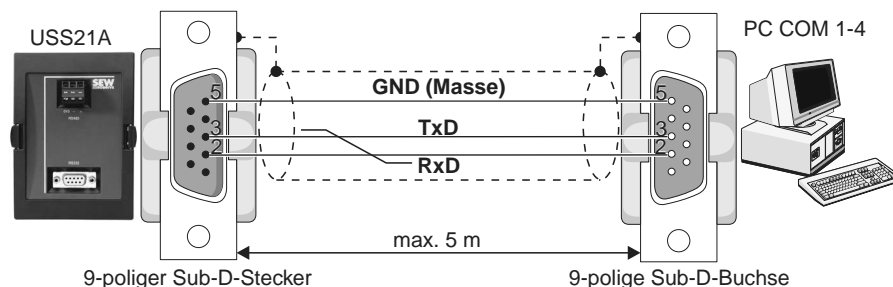 USS21A
PC COM 1-4
SEW
5
GND (Masse)
5
3
TxD
3
2
RxD
2
max. 5 m
9-poliger Sub-D-Stecker
9-polige Sub-D-Buchse